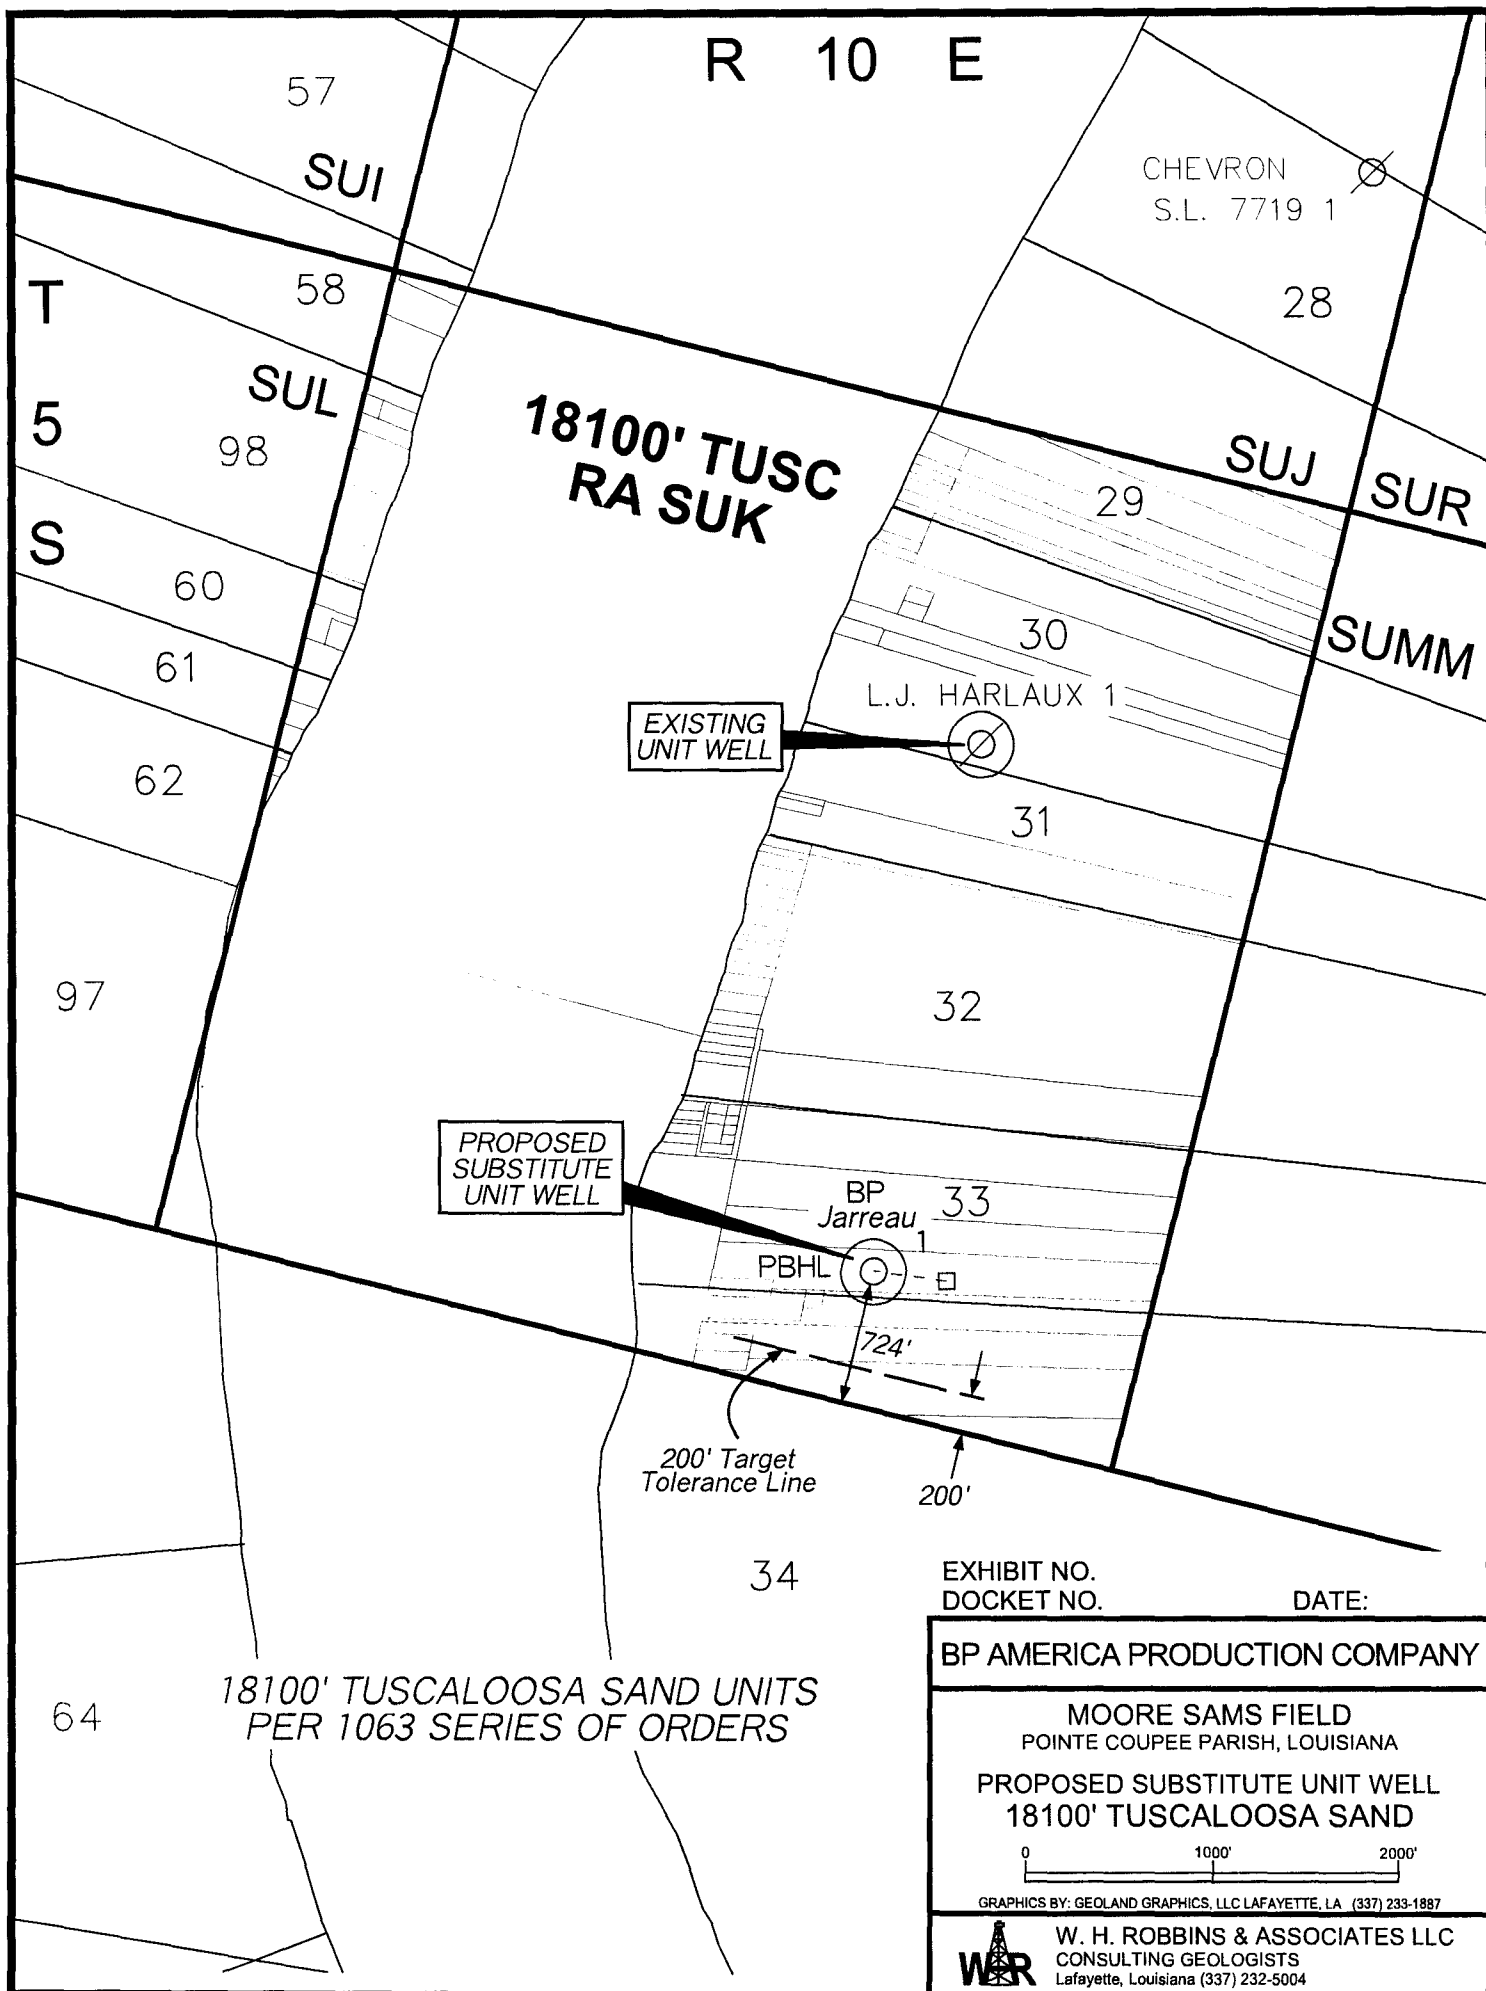 R 10 E
57
SUI
CHEVRON
S.L. 7719 1
28
T
5
S
58
SUL
98
18100' TUSC
RA SUK
SUJ
SUR
29
60
30
SUMM
61
L.J. HARLAUX 1
EXISTING
UNIT WELL
62
31
97
32
PROPOSED
SUBSTITUTE
UNIT WELL
BP
Jarreau
1
33
PBHL
724'
200' Target
Tolerance Line
200'
34
64
18100' TUSCALOOSA SAND UNITS
PER 1063 SERIES OF ORDERS
EXHIBIT NO.
DOCKET NO. DATE:
BP AMERICA PRODUCTION COMPANY
MOORE SAMS FIELD
POINTE COUPEE PARISH, LOUISIANA
PROPOSED SUBSTITUTE UNIT WELL
18100' TUSCALOOSA SAND
0 1000' 2000'
GRAPHICS BY: GEOLAND GRAPHICS, LLC LAFAYETTE, LA (337) 233-1887
WR
W. H. ROBBINS & ASSOCIATES LLC
CONSULTING GEOLOGISTS
Lafayette, Louisiana (337) 232-5004